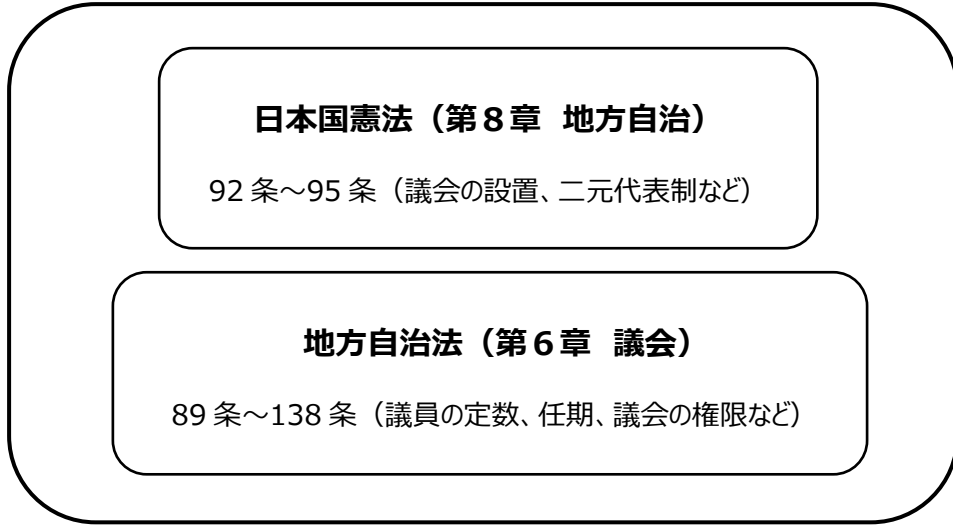 日本国憲法（第８章 地方自治）
92 条～95 条（議会の設置、二元代表制など）
地方自治法（第６章 議会）
89 条～138 条（議員の定数、任期、議会の権限など）